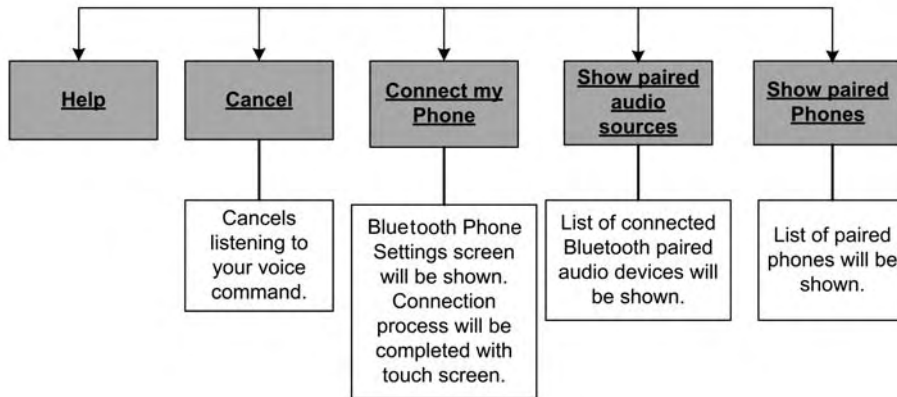 Help
Cancel
Connect my
Phone
Show paired
audio
sources
Show paired
Phones
Cancels
listening to
your voice
command.
Bluetooth Phone
Settings screen
will be shown.
Connection
process will be
completed with
touch screen.
List of connected
Bluetooth paired
audio devices will
be shown.
List of paired
phones will be
shown.